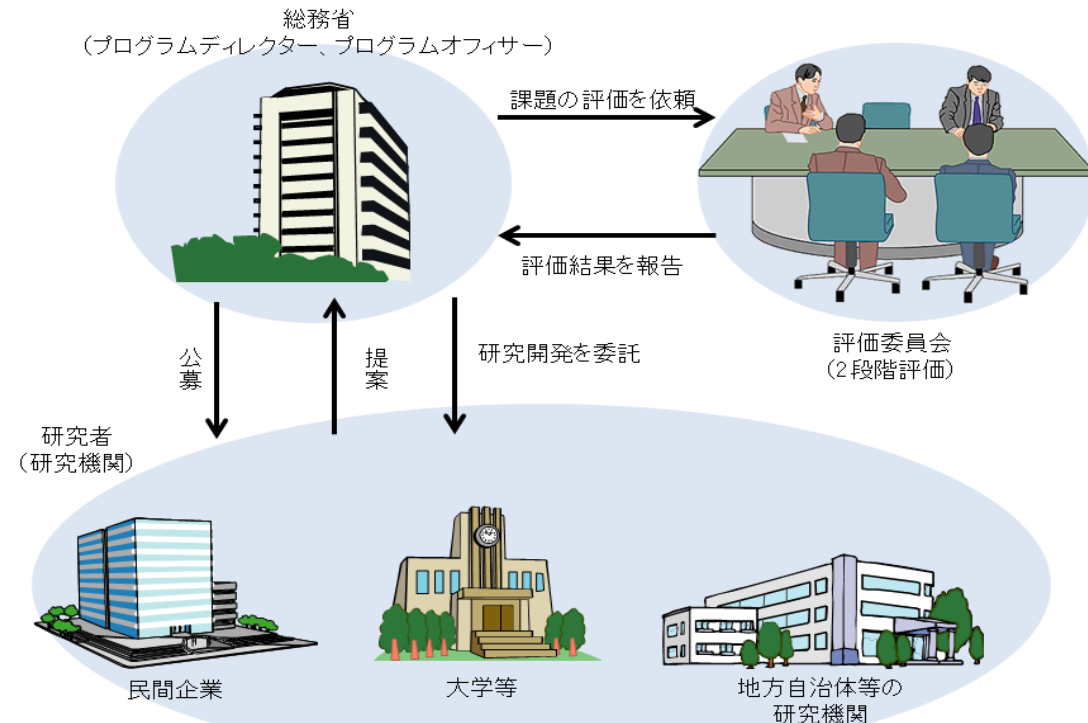 総務省
（プログラムディレクター、プログラムオフィサー）
課題の評価を依頼
評価結果を報告
評価委員会
（2段階評価）
公募
提案
研究開発を委託
研究者
（研究機関）
民間企業
大学等
地方自治体等の
研究機関